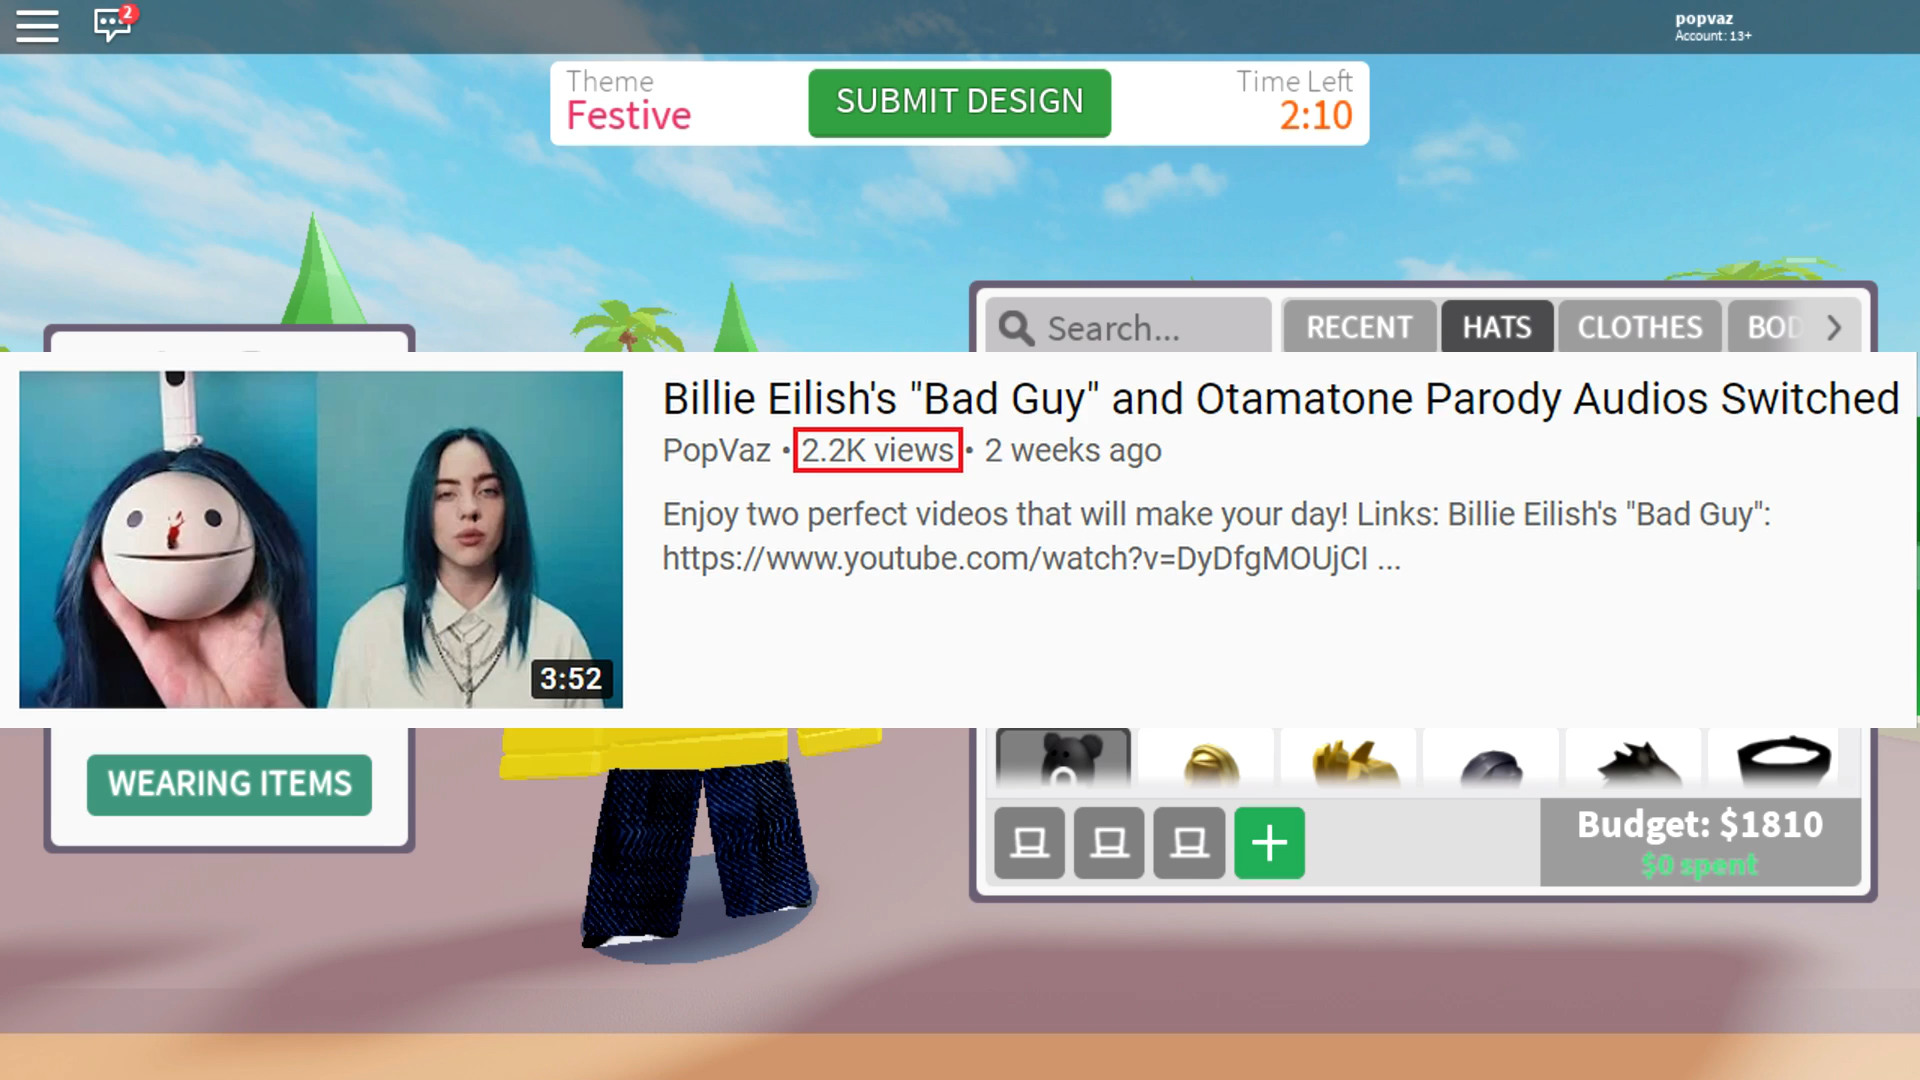 2
popvaz
Account: 13+
Theme
Festive
SUBMIT DESIGN
Time Left
2:10
Search...
RECENT
HATS
CLOTHES
BOD
Billie Eilish's "Bad Guy" and Otamatone Parody Audios Switched
PopVaz • 2.2K views • 2 weeks ago
Enjoy two perfect videos that will make your day! Links: Billie Eilish's "Bad Guy":
https://www.youtube.com/watch?v=DyDfgMOUjCI ...
3:52
WEARING ITEMS
Budget: $1810
$0 spent